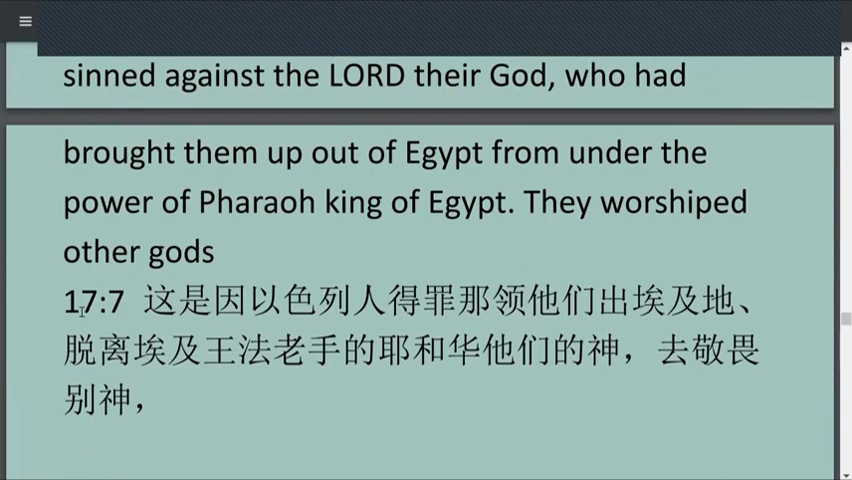 sinned against the LORD their God, who had
brought them up out of Egypt from under the
power of Pharaoh king of Egypt. They worshiped
other gods
17:7 这是因以色列人得罪那领他们出埃及地、
脱离埃及王法老手的耶和华他们的神，去敬畏
别神，